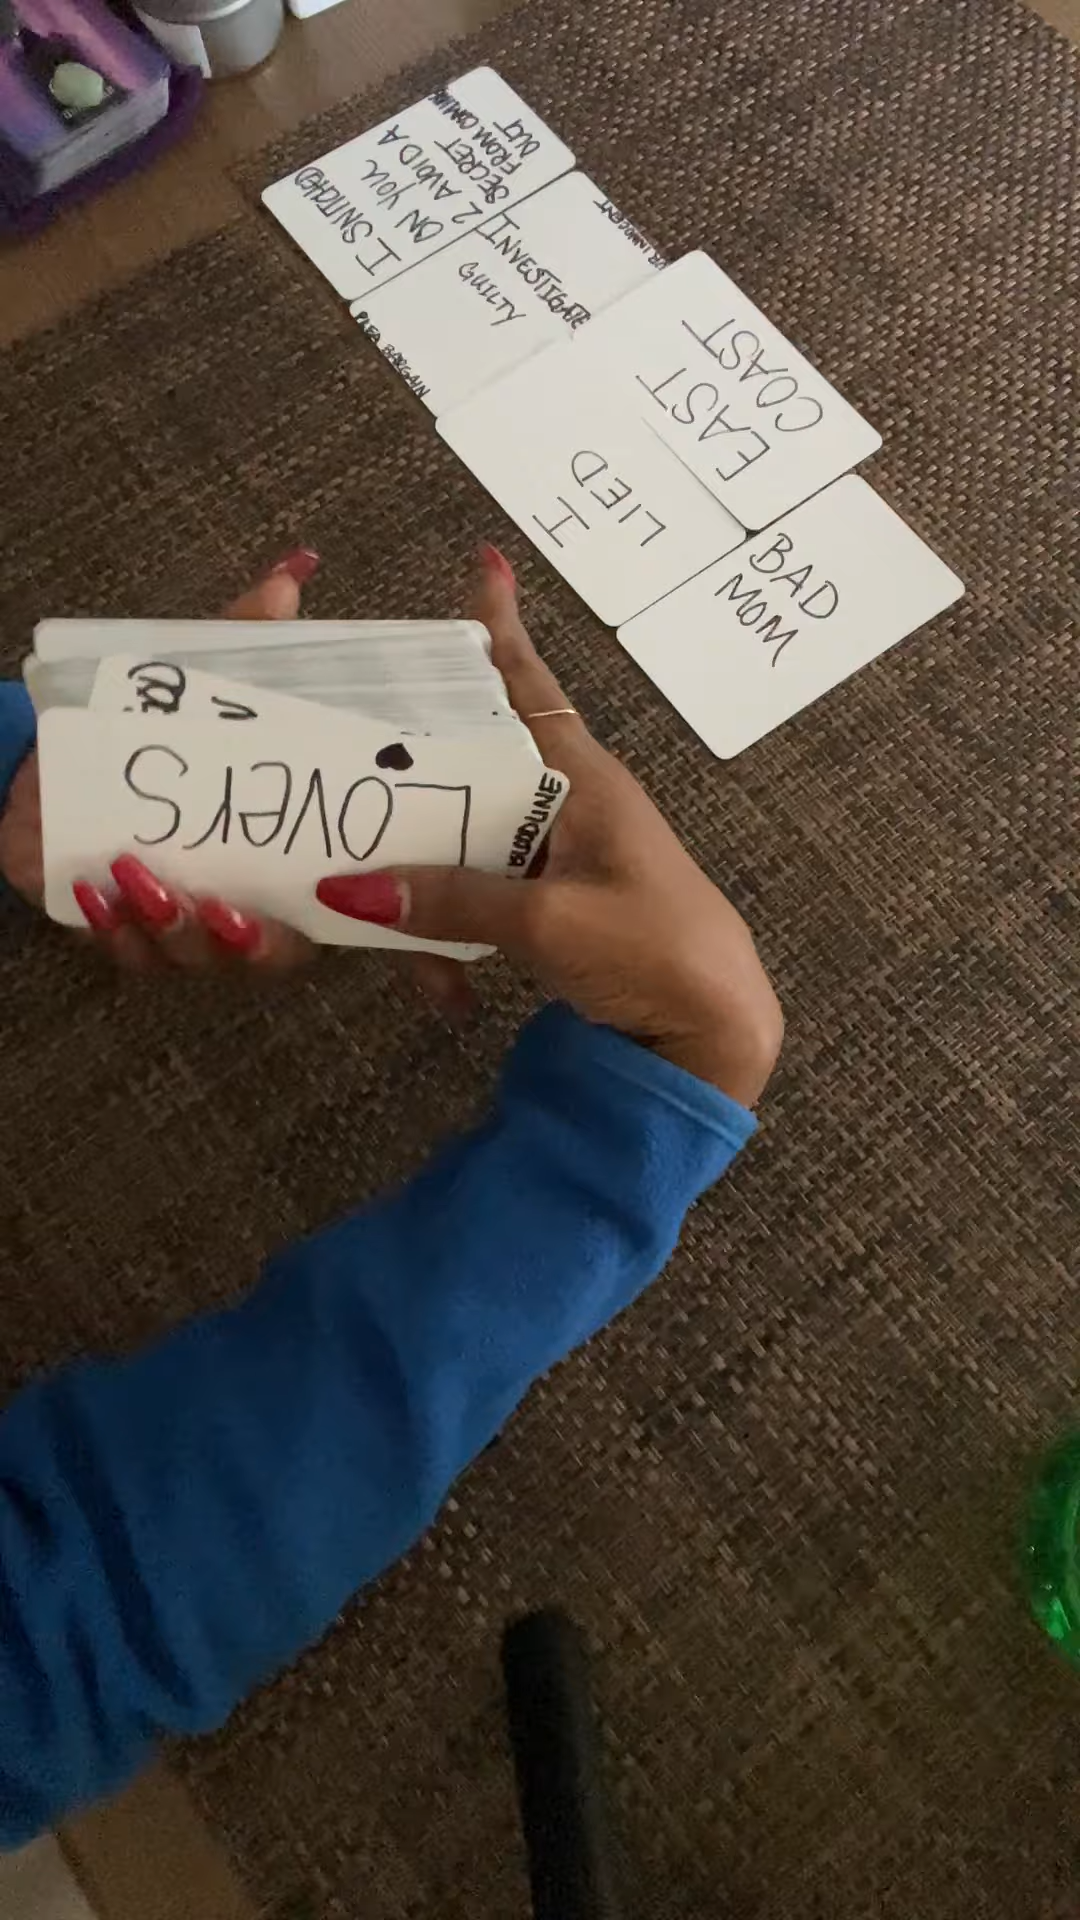 I SNITCHED
ON YOU
2 AVOID A
SECRET
FROM COMING
OUT
INVESTIGATE
GUILTY
PLEA BARGAIN
EAST
COAST
I
LIED
BAD
MOM
LOVerS